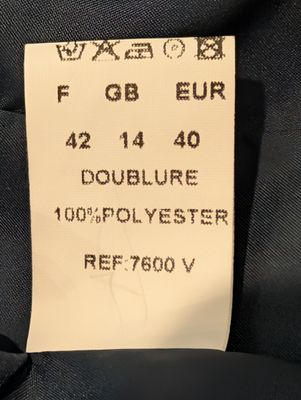 F GB EUR
42 14 40
DOUBLURE
100%POLYESTER
REF:7600 V